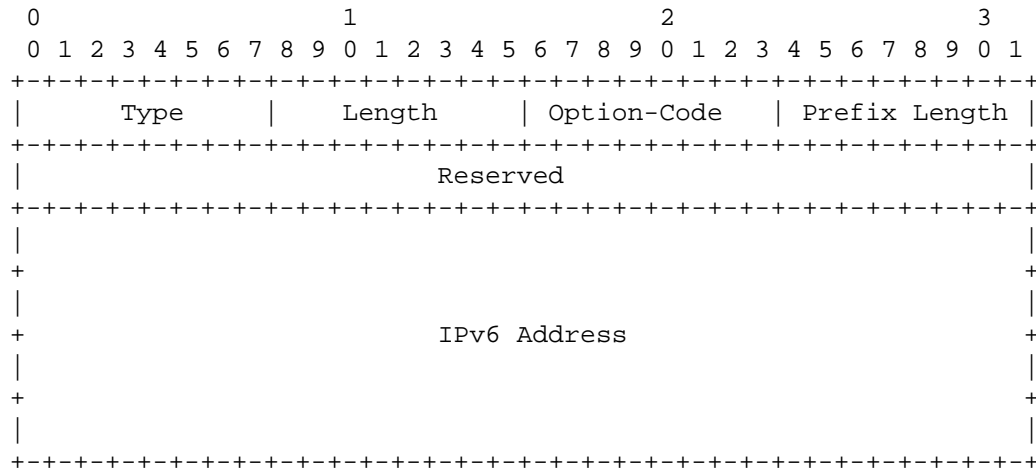 0                   1                   2                   3
 0 1 2 3 4 5 6 7 8 9 0 1 2 3 4 5 6 7 8 9 0 1 2 3 4 5 6 7 8 9 0 1
+-+-+-+-+-+-+-+-+-+-+-+-+-+-+-+-+-+-+-+-+-+-+-+-+-+-+-+-+-+-+-+-+
|      Type     |    Length     | Option-Code   | Prefix Length |
+-+-+-+-+-+-+-+-+-+-+-+-+-+-+-+-+-+-+-+-+-+-+-+-+-+-+-+-+-+-+-+-+
|                          Reserved                             |
+-+-+-+-+-+-+-+-+-+-+-+-+-+-+-+-+-+-+-+-+-+-+-+-+-+-+-+-+-+-+-+-+
|                                                               |
+                                                               +
|                                                               |
+                          IPv6 Address                         +
|                                                               |
+                                                               +
|                                                               |
+-+-+-+-+-+-+-+-+-+-+-+-+-+-+-+-+-+-+-+-+-+-+-+-+-+-+-+-+-+-+-+-+